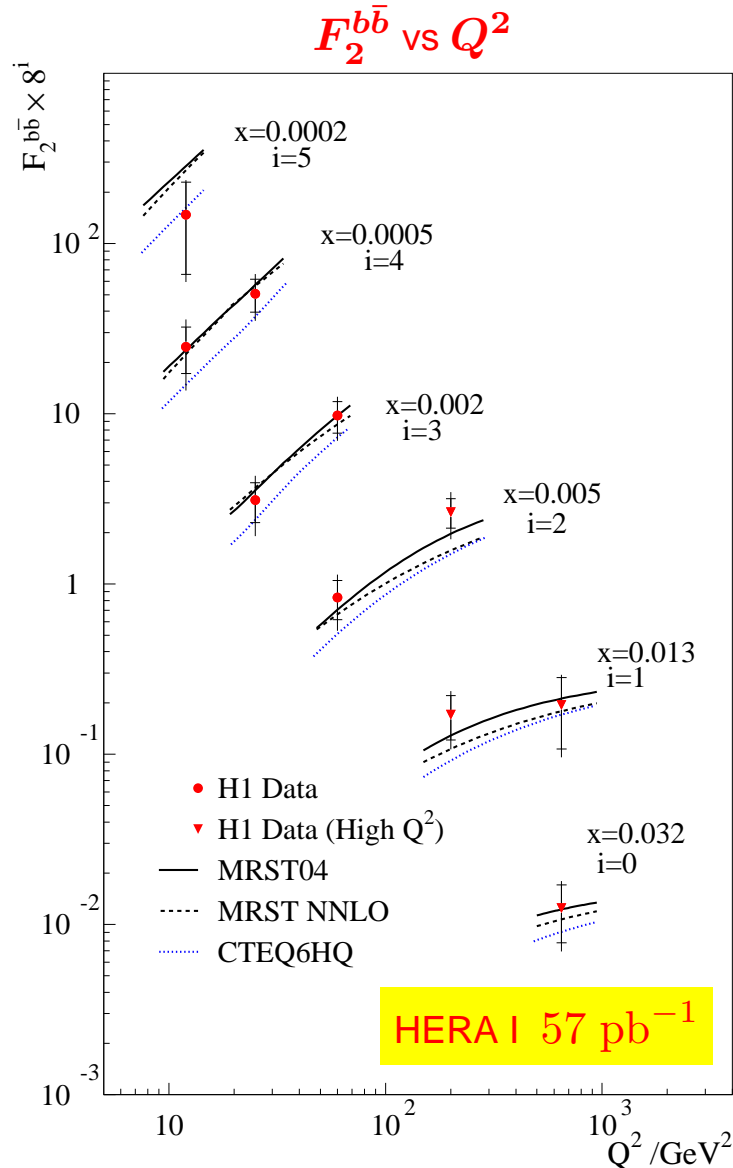 F₂^{bb̄} vs Q²
F₂^{bb̄} × 8ⁱ
x=0.0002
i=5
10²
x=0.0005
i=4
10
x=0.002
i=3
x=0.005
i=2
1
x=0.013
i=1
10⁻¹
H1 Data
H1 Data (High Q²)
MRST04
MRST NNLO
CTEQ6HQ
x=0.032
i=0
10⁻²
HERA I 57 pb⁻¹
10⁻³
10 10² 10³
Q² /GeV²